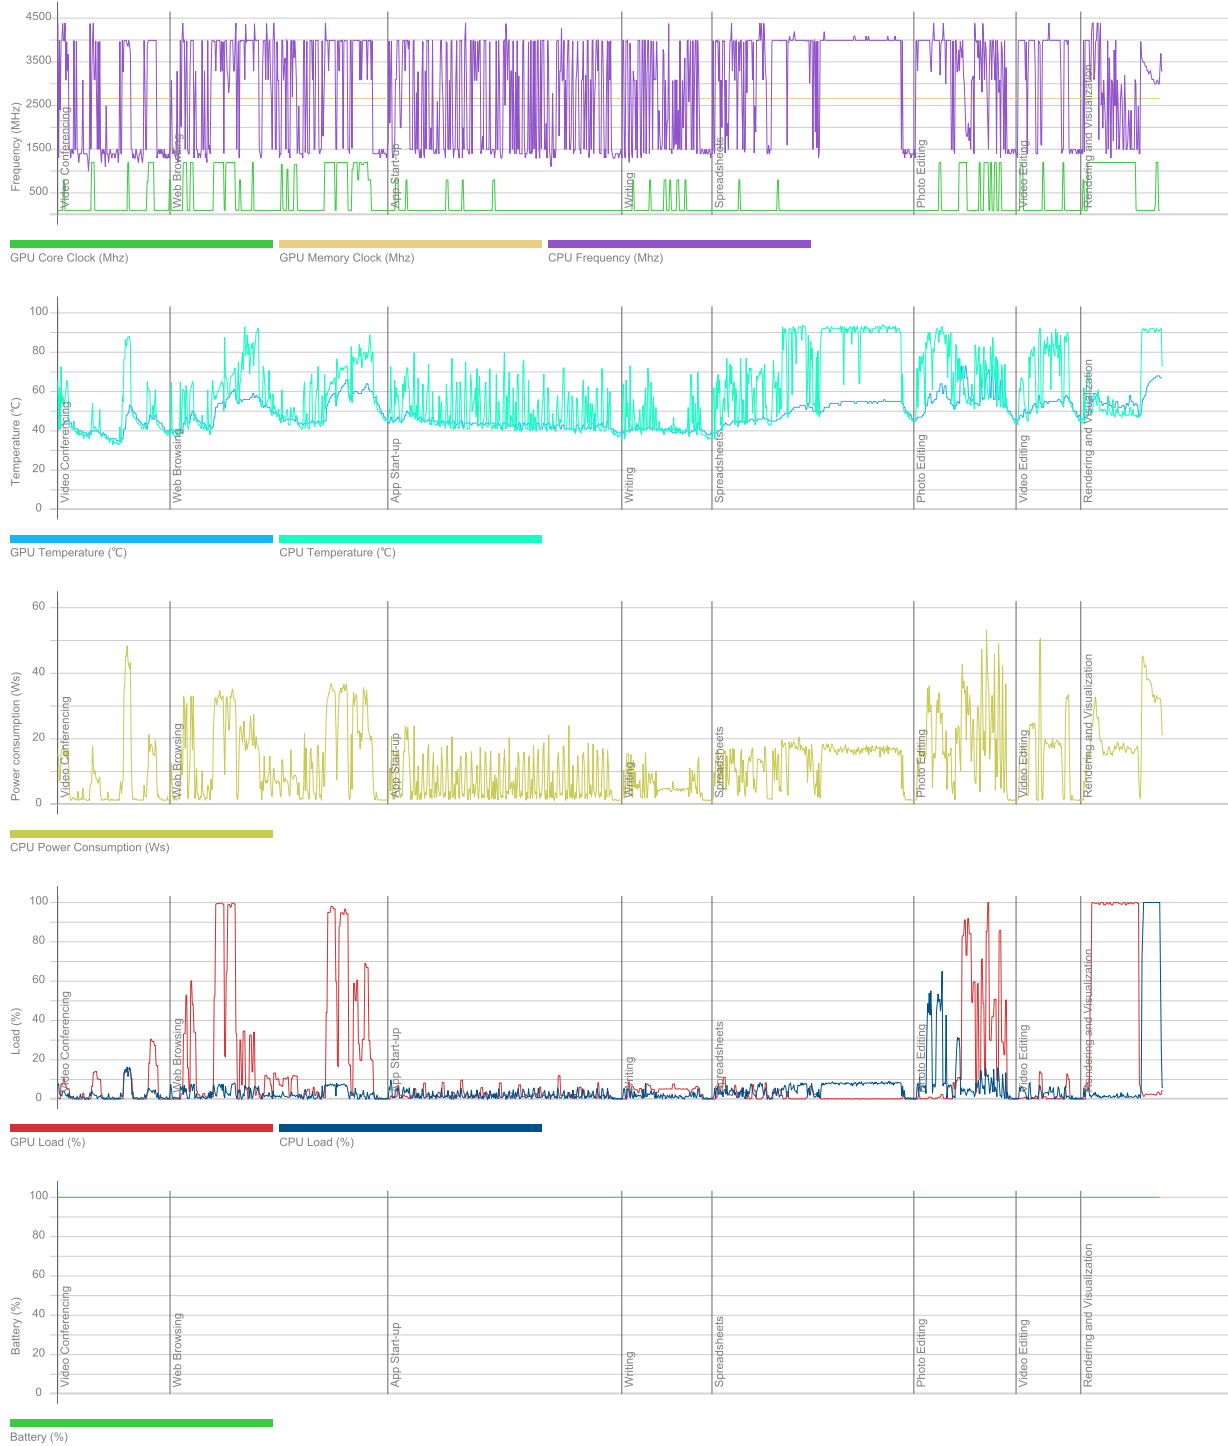 4500
3500
2500
1500
500
Frequency (MHz)
Video Conferencing
Web Browsing
App Start-up
Writing
Spreadsheets
Photo Editing
Video Editing
Rendering and Visualization
GPU Core Clock (Mhz)
GPU Memory Clock (Mhz)
CPU Frequency (Mhz)
100
80
60
40
20
0
Temperature (℃)
Video Conferencing
Web Browsing
App Start-up
Writing
Spreadsheets
Photo Editing
Video Editing
Rendering and Visualization
GPU Temperature (℃)
CPU Temperature (℃)
60
40
20
0
Power consumption (Ws)
Video Conferencing
Web Browsing
App Start-up
Writing
Spreadsheets
Photo Editing
Video Editing
Rendering and Visualization
CPU Power Consumption (Ws)
100
80
60
40
20
0
Load (%)
Video Conferencing
Web Browsing
App Start-up
Writing
Spreadsheets
Photo Editing
Video Editing
Rendering and Visualization
GPU Load (%)
CPU Load (%)
100
80
60
40
20
0
Battery (%)
Video Conferencing
Web Browsing
App Start-up
Writing
Spreadsheets
Photo Editing
Video Editing
Rendering and Visualization
Battery (%)